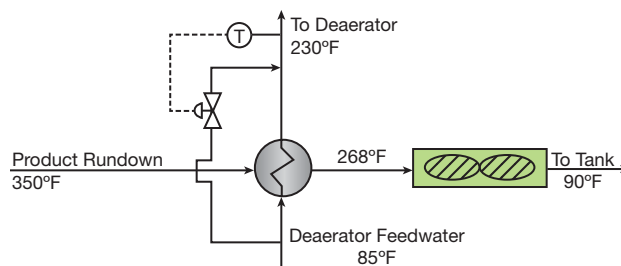 To Deaerator
230ºF
T
Product Rundown
350ºF
268ºF
To Tank
90ºF
Deaerator Feedwater
85ºF